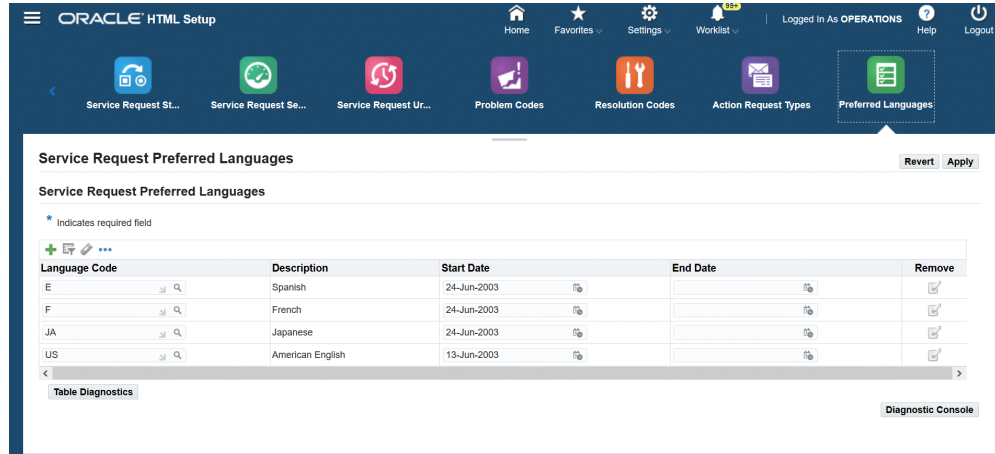 ORACLE HTML Setup
99+
Home Favorites Settings Worklist Logged In As OPERATIONS Help Logout
Service Request St... Service Request Se... Service Request Ur... Problem Codes Resolution Codes Action Request Types Preferred Languages
Service Request Preferred Languages
Revert Apply
Service Request Preferred Languages
* Indicates required field
Language Code Description Start Date End Date Remove
E Spanish 24-Jun-2003
F French 24-Jun-2003
JA Japanese 24-Jun-2003
US American English 13-Jun-2003
Table Diagnostics
Diagnostic Console